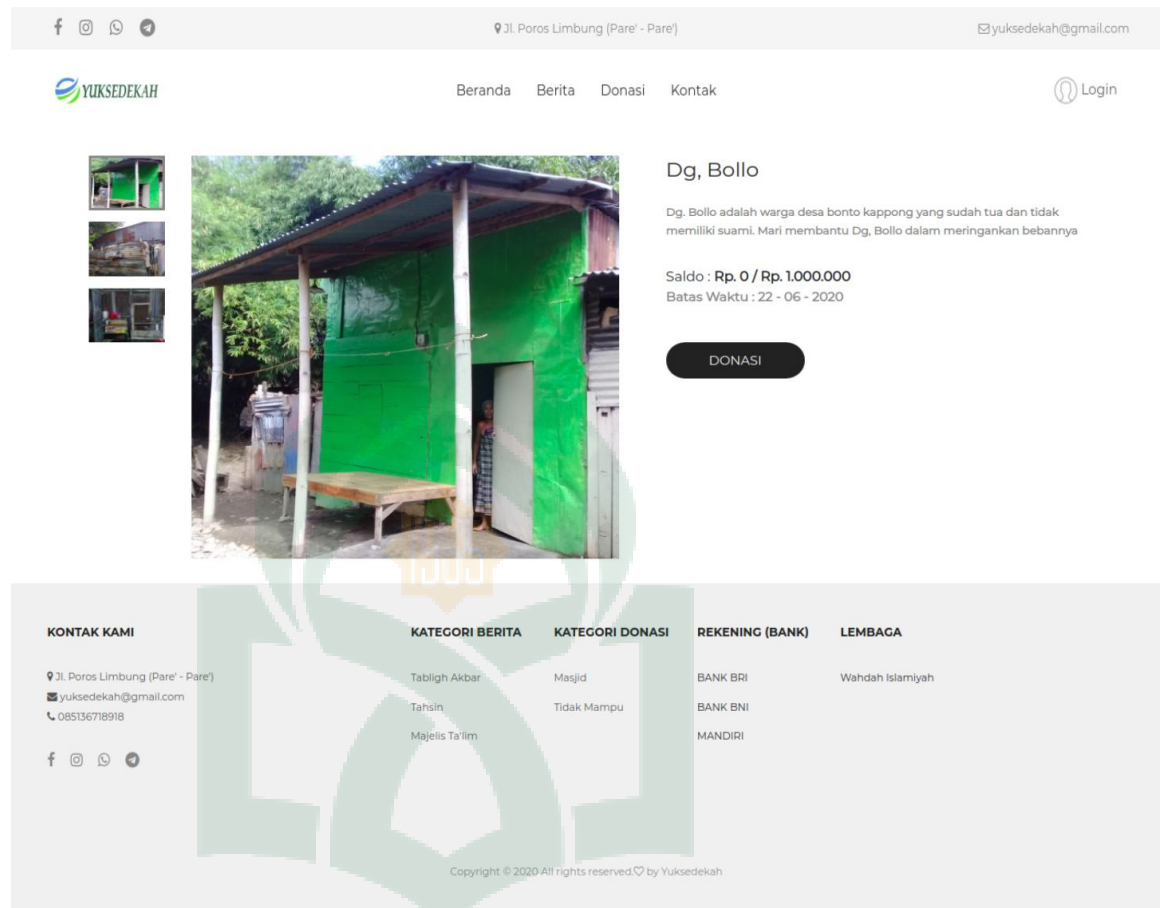 Jl. Poros Limbung (Pare' - Pare')
yuksedekah@gmail.com
YUKSEDEKAH
Beranda Berita Donasi Kontak
Login
Dg, Bollo
Dg. Bollo adalah warga desa bonto kappong yang sudah tua dan tidak
memiliki suami. Mari membantu Dg, Bollo dalam meringankan bebannya
Saldo : Rp. 0 / Rp. 1.000.000
Batas Waktu : 22 - 06 - 2020
DONASI
KONTAK KAMI
Jl. Poros Limbung (Pare' - Pare')
yuksedekah@gmail.com
085136718918
KATEGORI BERITA
Tabligh Akbar
Tahsin
Majelis Ta'lim
KATEGORI DONASI
Masjid
Tidak Mampu
REKENING (BANK)
BANK BRI
BANK BNI
MANDIRI
LEMBAGA
Wahdah Islamiyah
Copyright © 2020 All rights reserved.♡ by Yuksedekah